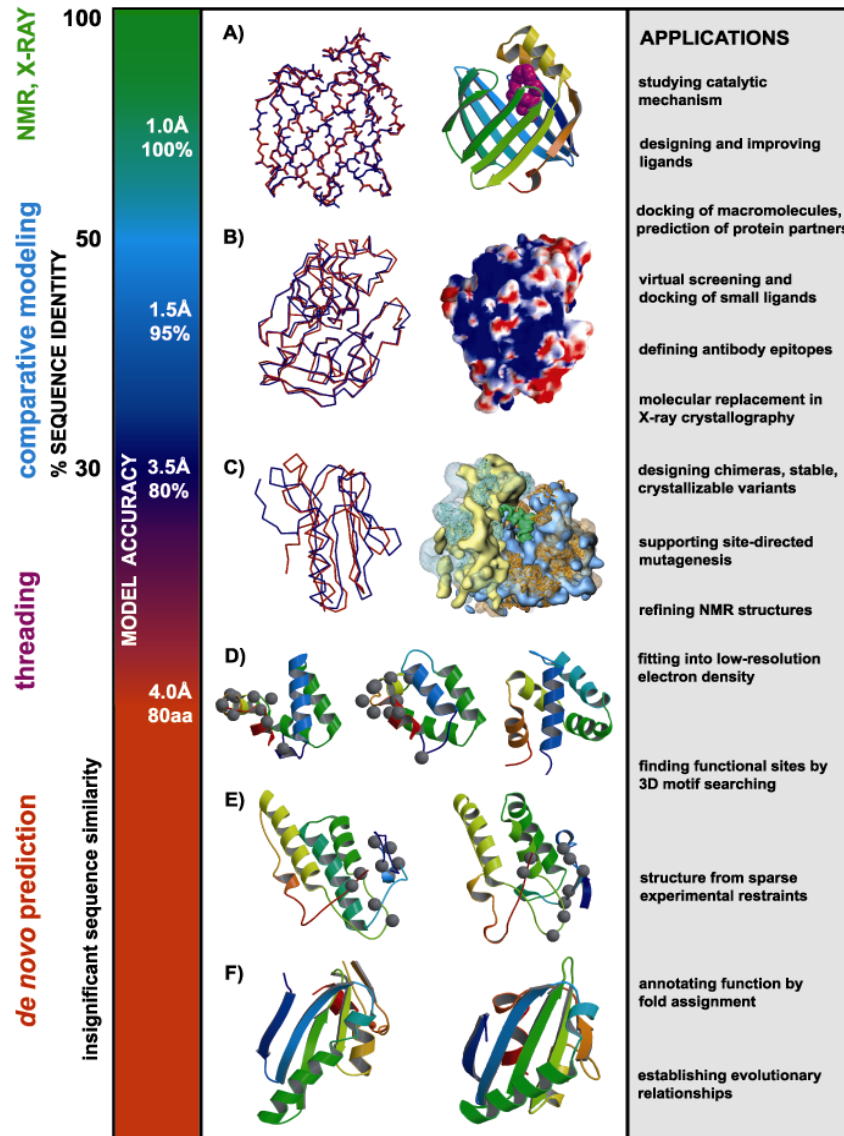 NMR, X-RAY
comparative modeling
threading
de novo prediction
100
50
30
% SEQUENCE IDENTITY
insignificant sequence similarity
MODEL ACCURACY
1.0Å
100%
1.5Å
95%
3.5Å
80%
4.0Å
80aa
A)
B)
C)
D)
E)
F)
APPLICATIONS
studying catalytic
mechanism
designing and improving
ligands
docking of macromolecules,
prediction of protein partners
virtual screening and
docking of small ligands
defining antibody epitopes
molecular replacement in
X-ray crystallography
designing chimeras, stable,
crystallizable variants
supporting site-directed
mutagenesis
refining NMR structures
fitting into low-resolution
electron density
finding functional sites by
3D motif searching
structure from sparse
experimental restraints
annotating function by
fold assignment
establishing evolutionary
relationships